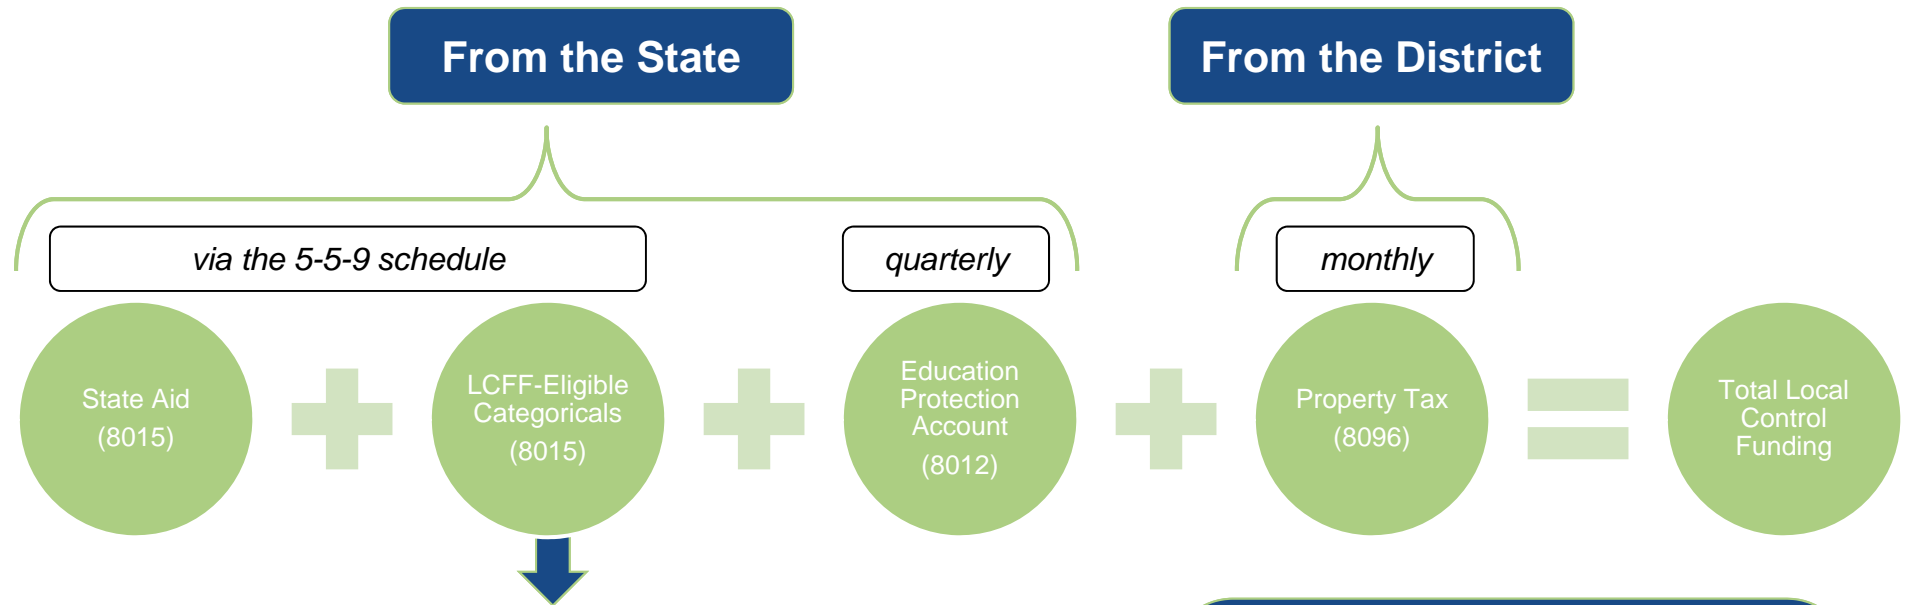 From the State
From the District
via the 5-5-9 schedule
quarterly
monthly
State Aid
(8015)
LCFF-Eligible
Categoricals
(8015)
Education
Protection
Account
(8012)
Property Tax
(8096)
Total Local
Control
Funding